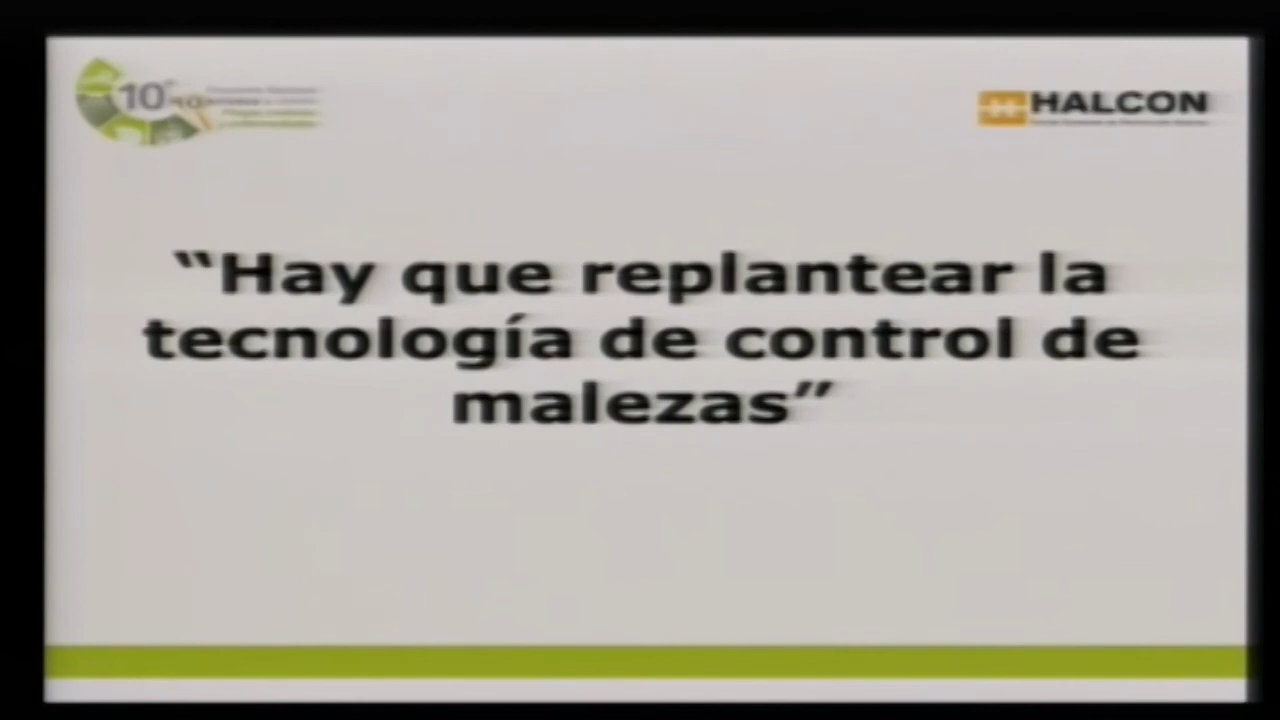 10
HALCON
“Hay que replantear la
tecnología de control de
malezas”